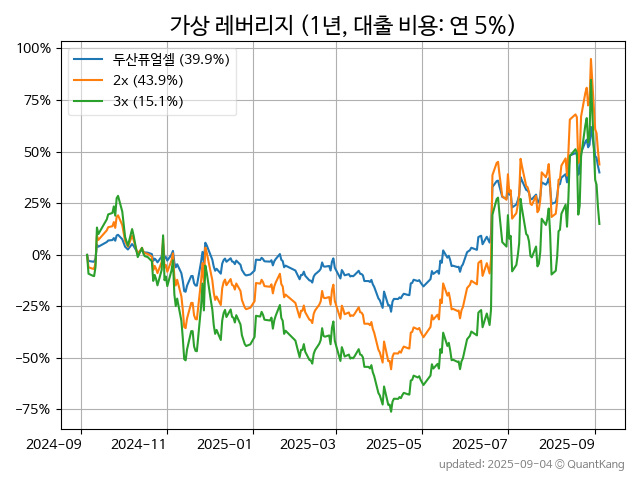 가상 레버리지 (1년, 대출 비용: 연 5%)
100%
75%
50%
25%
0%
−25%
−50%
−75%
두산퓨얼셀 (39.9%)
2x (43.9%)
3x (15.1%)
2024-09 2024-11 2025-01 2025-03 2025-05 2025-07 2025-09
updated: 2025-09-04 © QuantKang